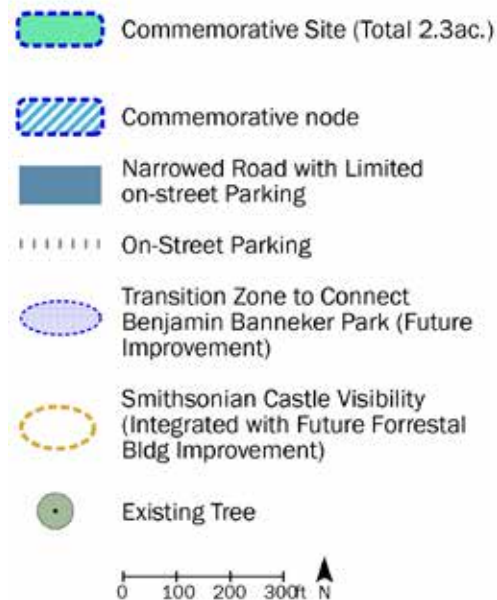 Commemorative Site (Total 2.3ac.)
Commemorative node
Narrowed Road with Limited
on-street Parking
On-Street Parking
Transition Zone to Connect
Benjamin Banneker Park (Future
Improvement)
Smithsonian Castle Visibility
(Integrated with Future Forrestal
Bldg Improvement)
Existing Tree
0 100 200 300ft N